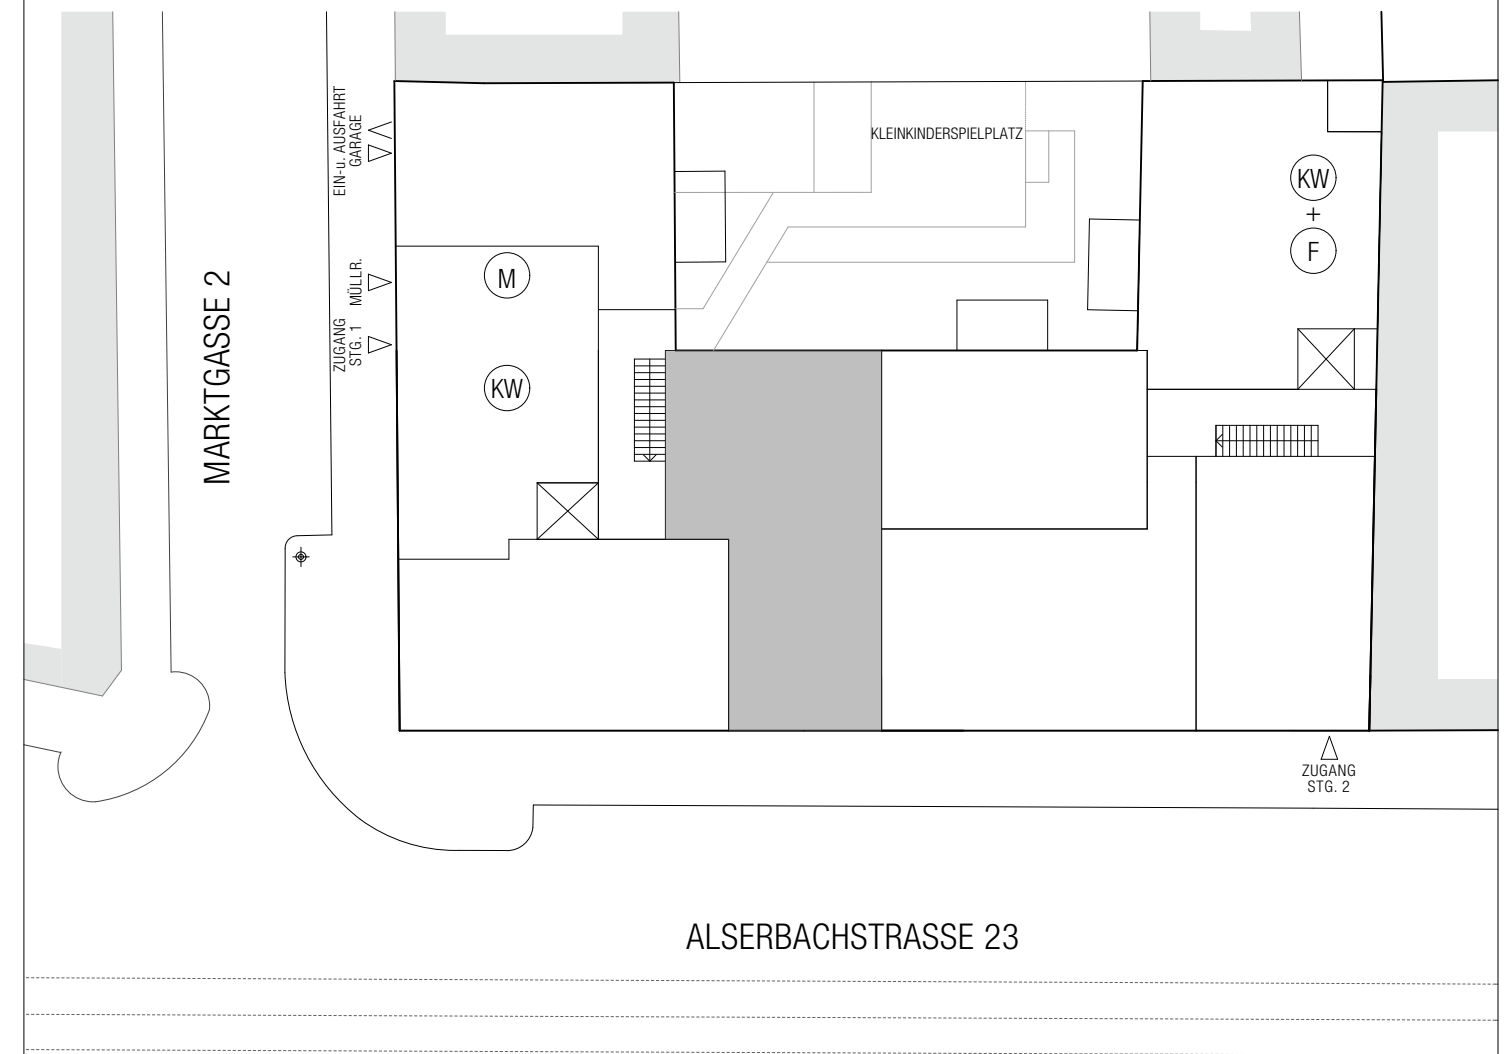 EIN-u. AUSFAHRT
GARAGE
KLEINKINDERSPIELPLATZ
KW
+
F
MÜLLR.
M
ZUGANG
STG. 1
KW
MARKTGASSE 2
ZUGANG
STG. 2
ALSERBACHSTRASSE 23